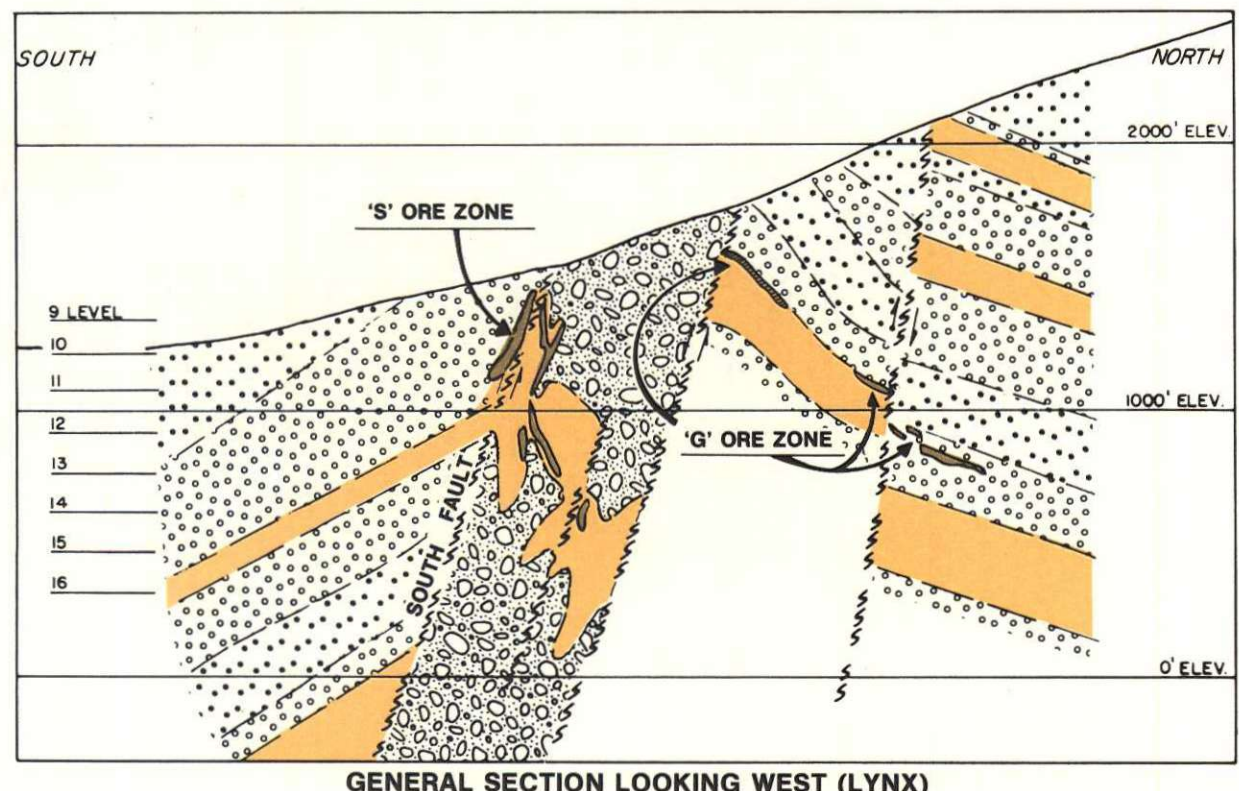 SOUTH
NORTH
2000' ELEV.
'S' ORE ZONE
9 LEVEL
10
11
1000' ELEV.
12
'G' ORE ZONE
13
14
15
16
SOUTH FAULT
0' ELEV.
GENERAL SECTION LOOKING WEST (LYNX)